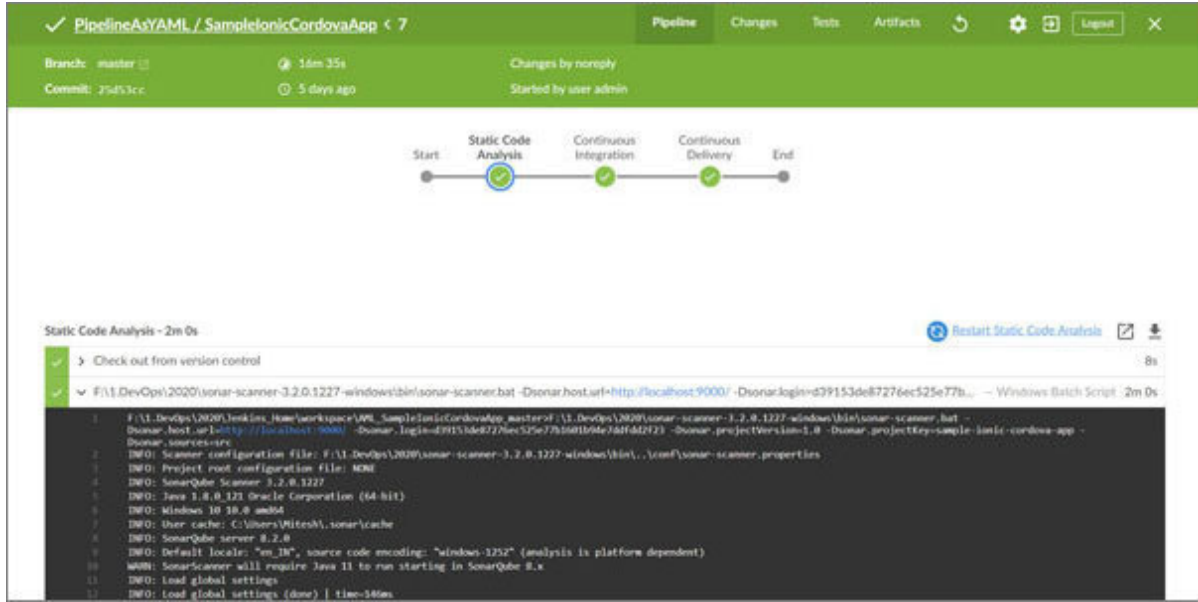 PipelineAsYAML / SampleIonicCordovaApp < 7
Pipeline Changes Tests Artifacts Logout
Branch: master 16m 35s Changes by noreply
Commit: 25d53cc 5 days ago Started by user admin
Start Static Code Analysis Continuous Integration Continuous Delivery End
Static Code Analysis - 2m 0s Restart Static Code Analysis
Check out from version control 8s
F:\1.DevOps\2020\sonar-scanner-3.2.0.1227-windows\bin\sonar-scanner.bat -Dsonar.host.url=http://localhost:9000/ -Dsonar.login=d39153de87276ec525e77b... — Windows Batch Script 2m 0s
1 F:\1.DevOps\2020\Jenkins_Home\workspace\AML_SampleIonicCordovaApp_master>F:\1.DevOps\2020\sonar-scanner-3.2.0.1227-windows\bin\sonar-scanner.bat -
Dsonar.host.url=http://localhost:9000/ -Dsonar.projectVersion=1.0 -Dsonar.projectKey=sample-ionic-cordova-app -
Dsonar.sources=src
2 INFO: Scanner configuration file: F:\1.DevOps\2020\sonar-scanner-3.2.0.1227-windows\bin\..\conf\sonar-scanner.properties
3 INFO: Project root configuration file: NONE
4 INFO: SonarQube Scanner 3.2.0.1227
5 INFO: Java 1.8.0_121 Oracle Corporation (64-bit)
6 INFO: Windows 10 10.0 amd64
7 INFO: User cache: C:\Users\Mitesh\.sonar\cache
8 INFO: SonarQube server 8.2.0
9 INFO: Default locale: "en_IN", source code encoding: "windows-1252" (analysis is platform dependent)
10 WARN: SonarScanner will require Java 11 to run starting in SonarQube 8.x
11 INFO: Load global settings
12 INFO: Load global settings (done) | time=546ms